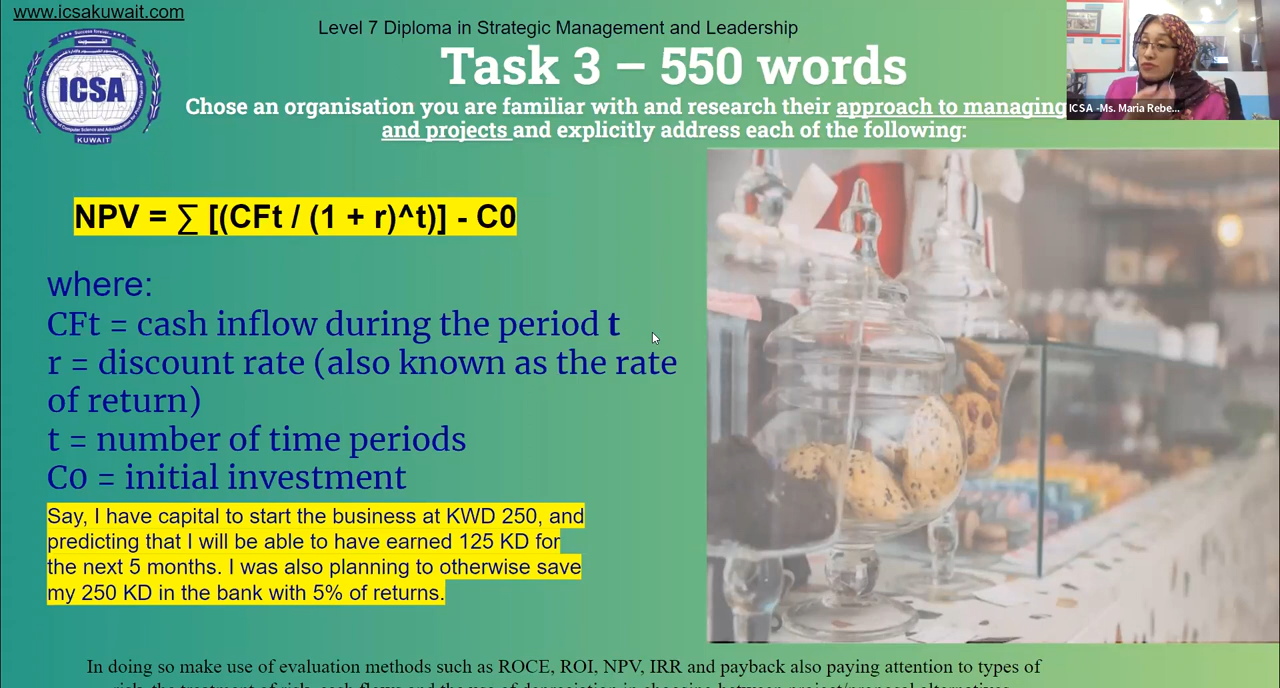 www.icsakuwait.com
Level 7 Diploma in Strategic Management and Leadership
Task 3 – 550 words
Chose an organisation you are familiar with and research their approach to managing
and projects and explicitly address each of the following:
ICSA -Ms. Maria Rebe...
ICSA
KUWAIT
NPV = ∑ [(CFt / (1 + r)^t)] - C0
where:
CFt = cash inflow during the period t
r = discount rate (also known as the rate
of return)
t = number of time periods
C0 = initial investment
Say, I have capital to start the business at KWD 250, and
predicting that I will be able to have earned 125 KD for
the next 5 months. I was also planning to otherwise save
my 250 KD in the bank with 5% of returns.
In doing so make use of evaluation methods such as ROCE, ROI, NPV, IRR and payback also paying attention to types of